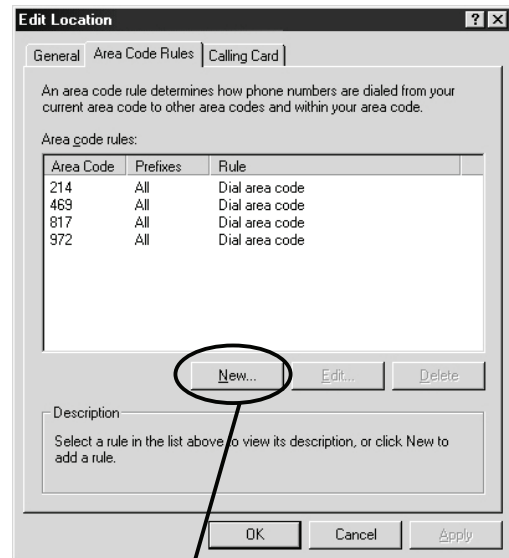 Edit Location
? X
General Area Code Rules Calling Card
An area code rule determines how phone numbers are dialed from your
current area code to other area codes and within your area code.
Area code rules:
Area Code Prefixes Rule
214 All Dial area code
469 All Dial area code
817 All Dial area code
972 All Dial area code
New... Edit... Delete
Description
Select a rule in the list above to view its description, or click New to
add a rule.
OK Cancel Apply